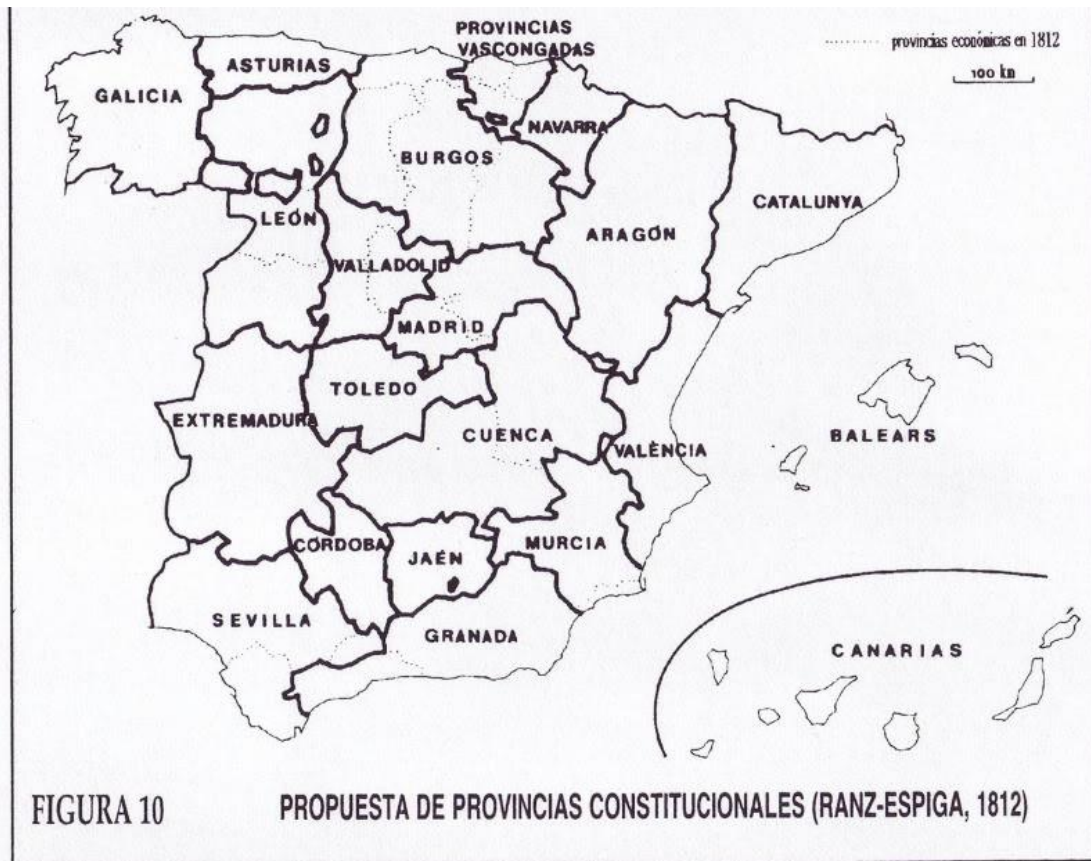 PROVINCIAS
VASCONGADAS
provincias económicas en 1812
100 km
ASTURIAS
GALICIA
NAVARRA
BURGOS
CATALUNYA
LEÓN
ARAGÓN
VALLADOLID
MADRID
TOLEDO
EXTREMADURA
CUENCA
VALÈNCIA
BALEARS
CÓRDOBA
JAÉN
MURCIA
SEVILLA
GRANADA
CANARIAS
FIGURA 10
PROPUESTA DE PROVINCIAS CONSTITUCIONALES (RANZ-ESPIGA, 1812)